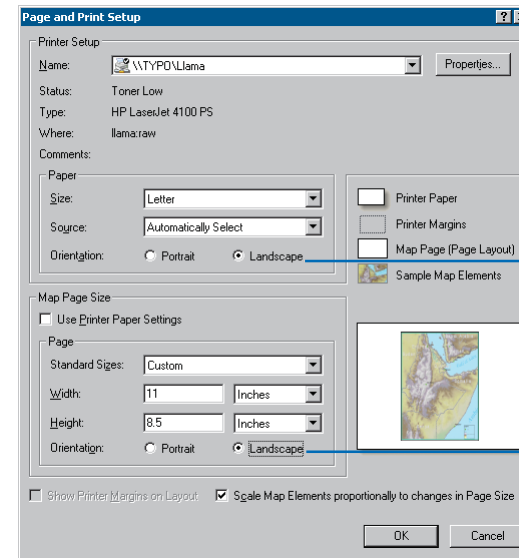 Page and Print Setup
Printer Setup
Name: \\TYPO\Llama Properties...
Status: Toner Low
Type: HP LaserJet 4100 PS
Where: llama:raw
Comments:
Paper
Size: Letter
Source: Automatically Select
Orientation: Portrait Landscape
Printer Paper
Printer Margins
Map Page (Page Layout)
Sample Map Elements
Map Page Size
Use Printer Paper Settings
Page
Standard Sizes: Custom
Width: 11 Inches
Height: 8.5 Inches
Orientation: Portrait Landscape
Show Printer Margins on Layout Scale Map Elements proportionally to changes in Page Size
OK Cancel